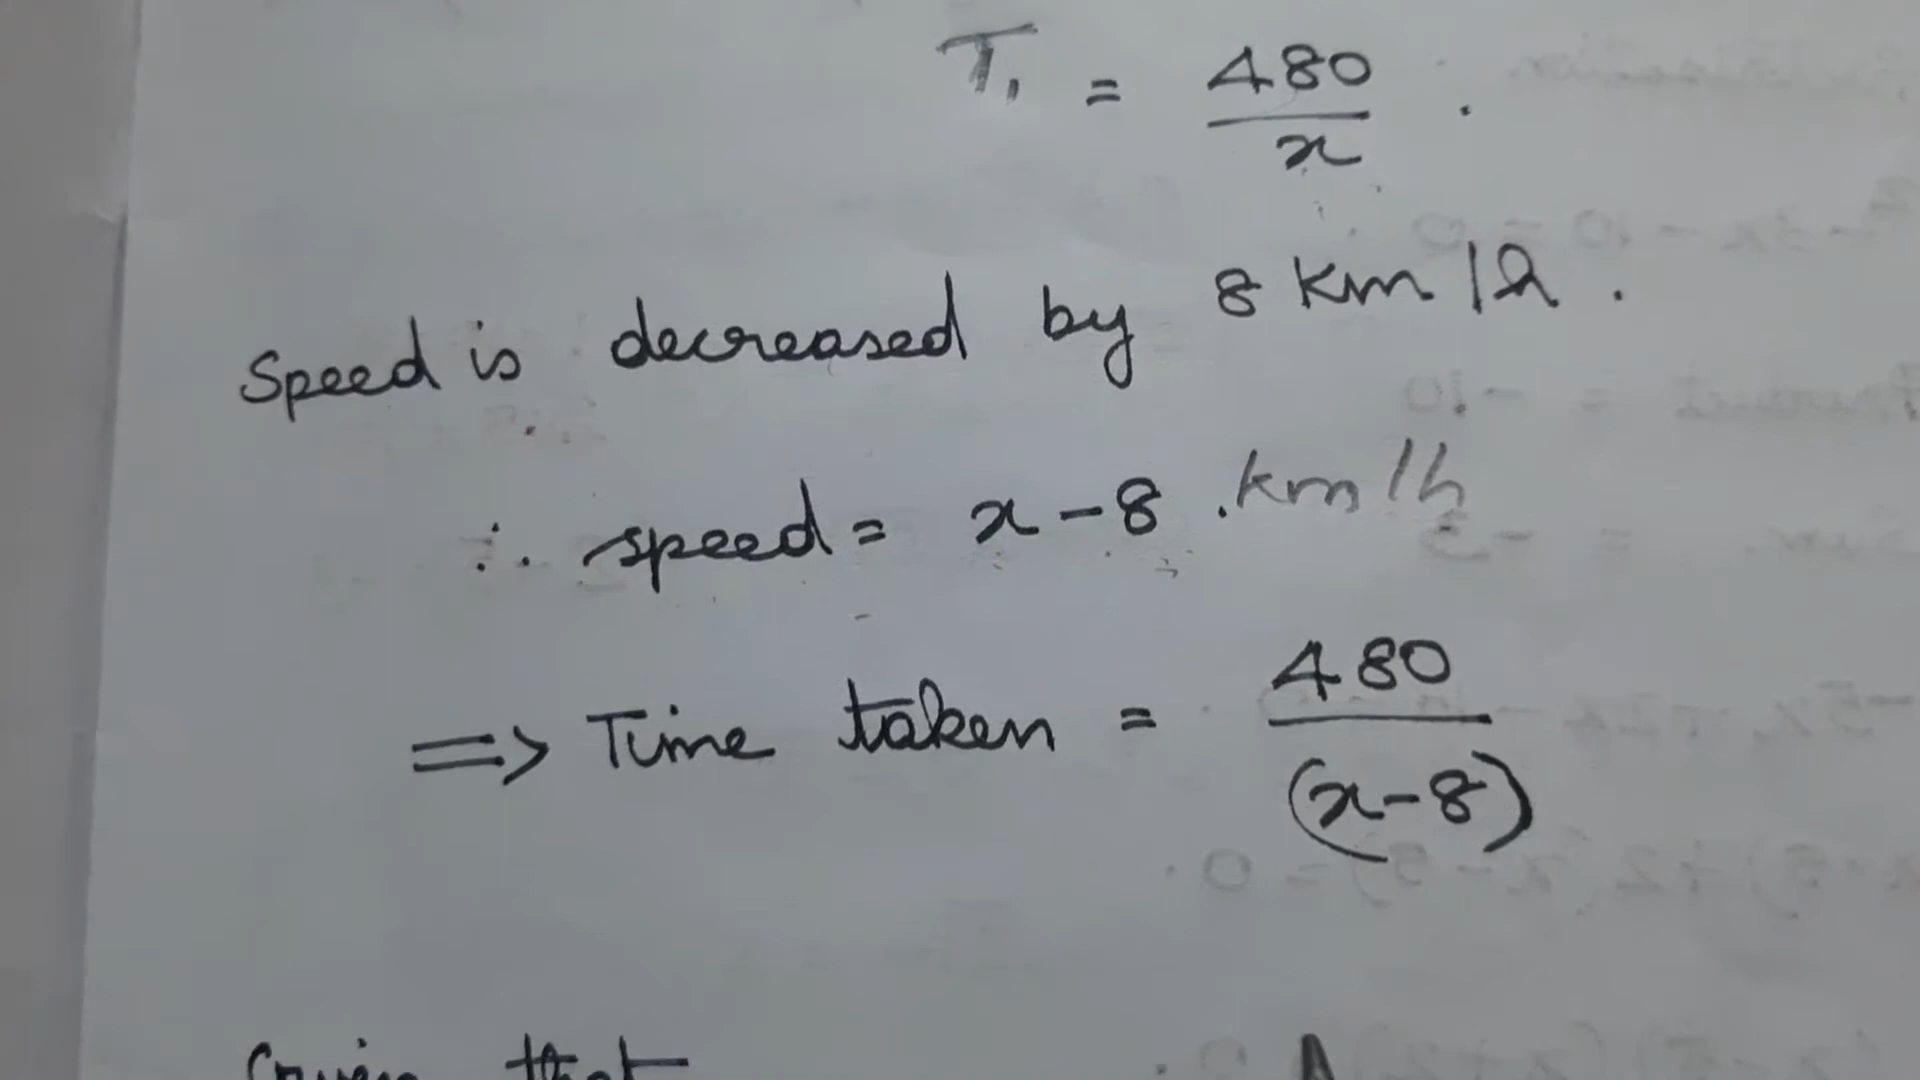 T₁ = 480/x .
Speed is decreased by 8 km/h .
∴ speed = x - 8 . km/h
⇒ Time taken = 480/(x-8)